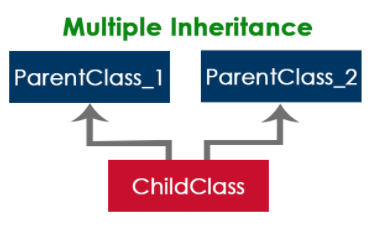 Multiple Inheritance
ParentClass_1
ParentClass_2
ChildClass